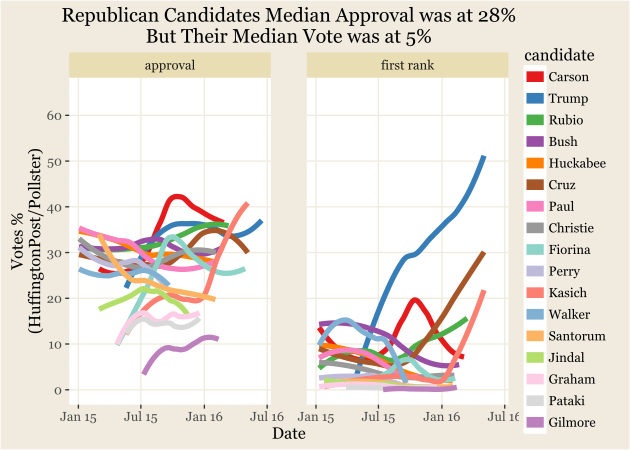 Republican Candidates Median Approval was at 28%
But Their Median Vote was at 5%
approval
first rank
Votes %
(HuffingtonPost/Pollster)
60
50
40
30
20
10
0
Jan 15 Jul 15 Jan 16 Jul 16
Jan 15 Jul 15 Jan 16 Jul 16
Date
candidate
Carson
Trump
Rubio
Bush
Huckabee
Cruz
Paul
Christie
Fiorina
Perry
Kasich
Walker
Santorum
Jindal
Graham
Pataki
Gilmore